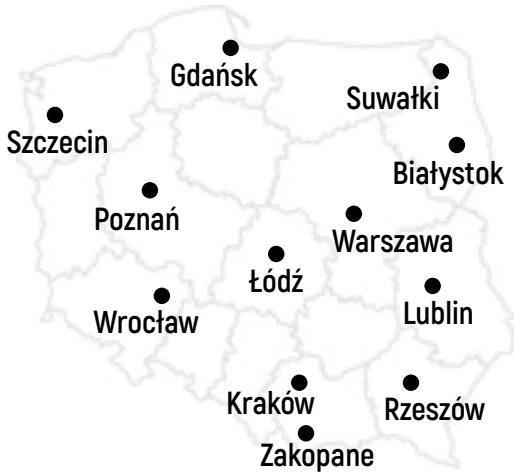 Gdańsk
Suwałki
Szczecin
Białystok
Poznań
Warszawa
Łódź
Lublin
Wrocław
Kraków
Rzeszów
Zakopane